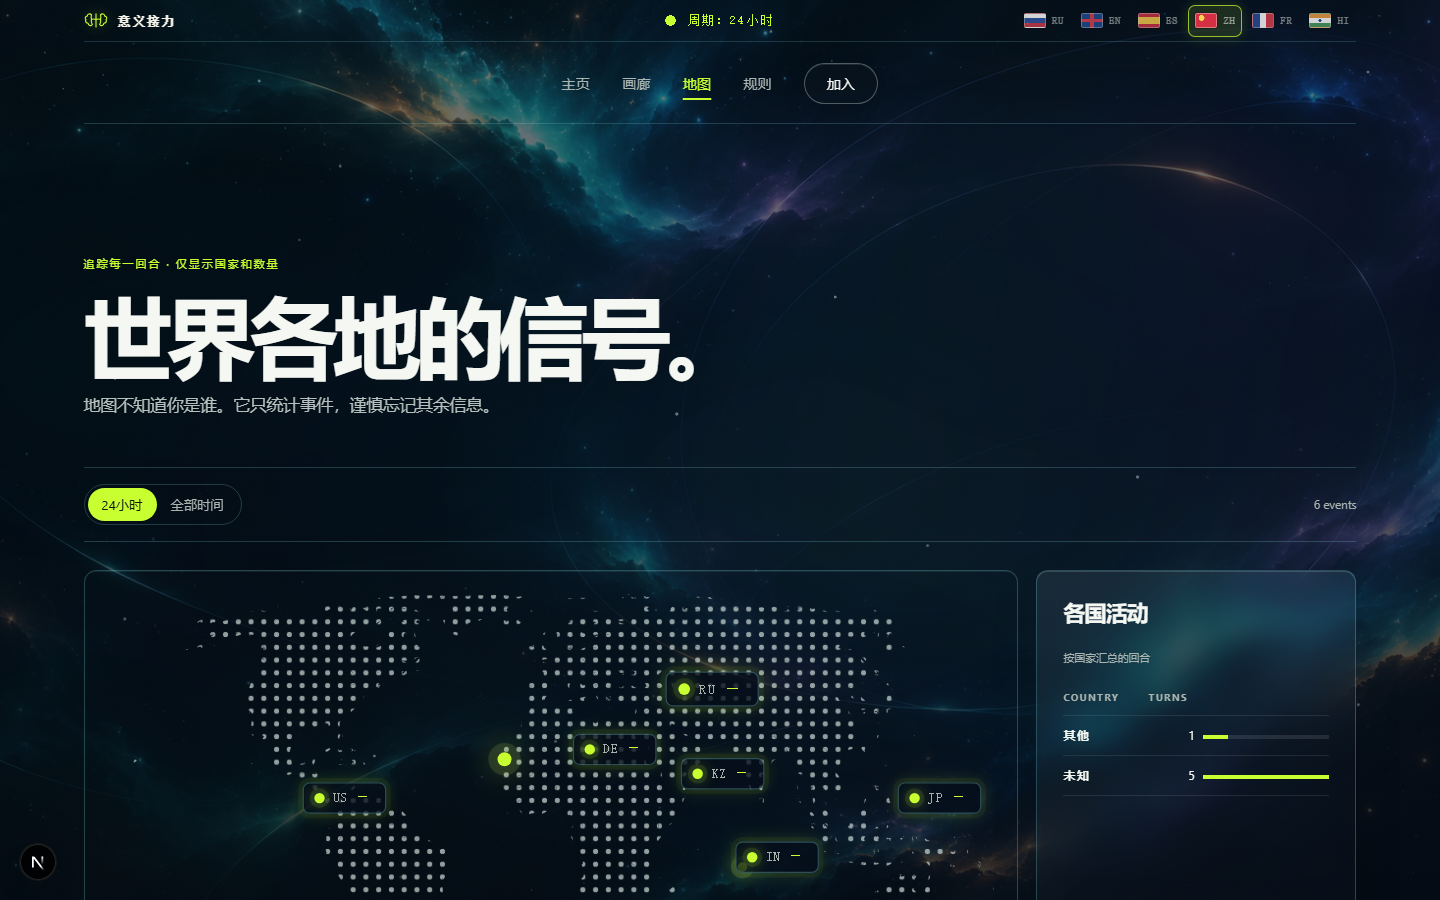 意义接力
周期: 24小时
RU
EN
ES
ZH
FR
HI
主页
画廊
地图
规则
加入
追踪每一回合 · 仅显示国家和数量
世界各地的信号。
地图不知道你是谁。它只统计事件，谨慎忘记其余信息。
24小时
全部时间
6 events
各国活动
按国家汇总的回合
COUNTRY TURNS
其他 1
未知 5
RU —
DE —
KZ —
US —
JP —
IN —
N